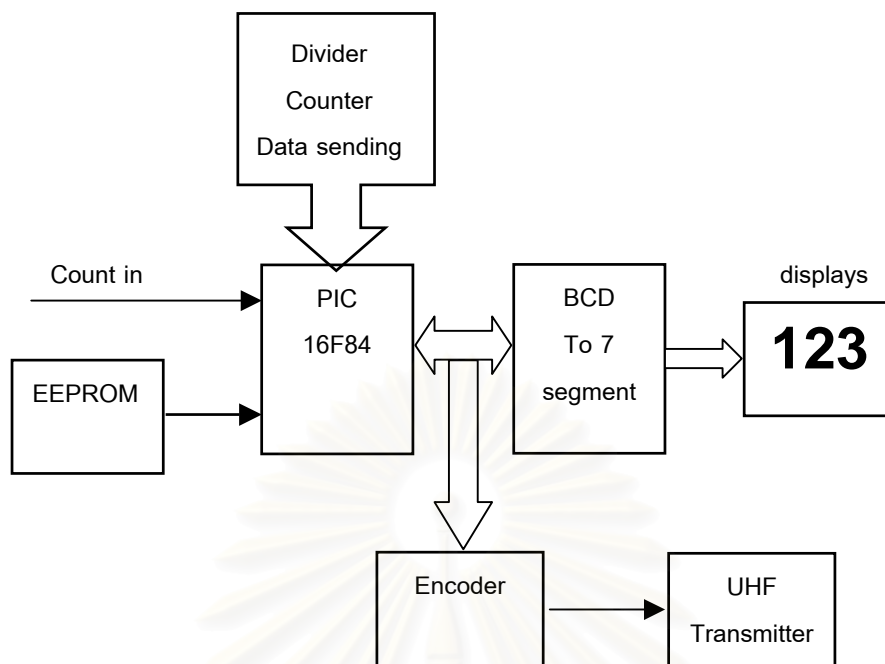 Divider
Counter
Data sending
Count in
PIC
16F84
EEPROM
BCD
To 7
segment
displays
123
Encoder
UHF
Transmitter